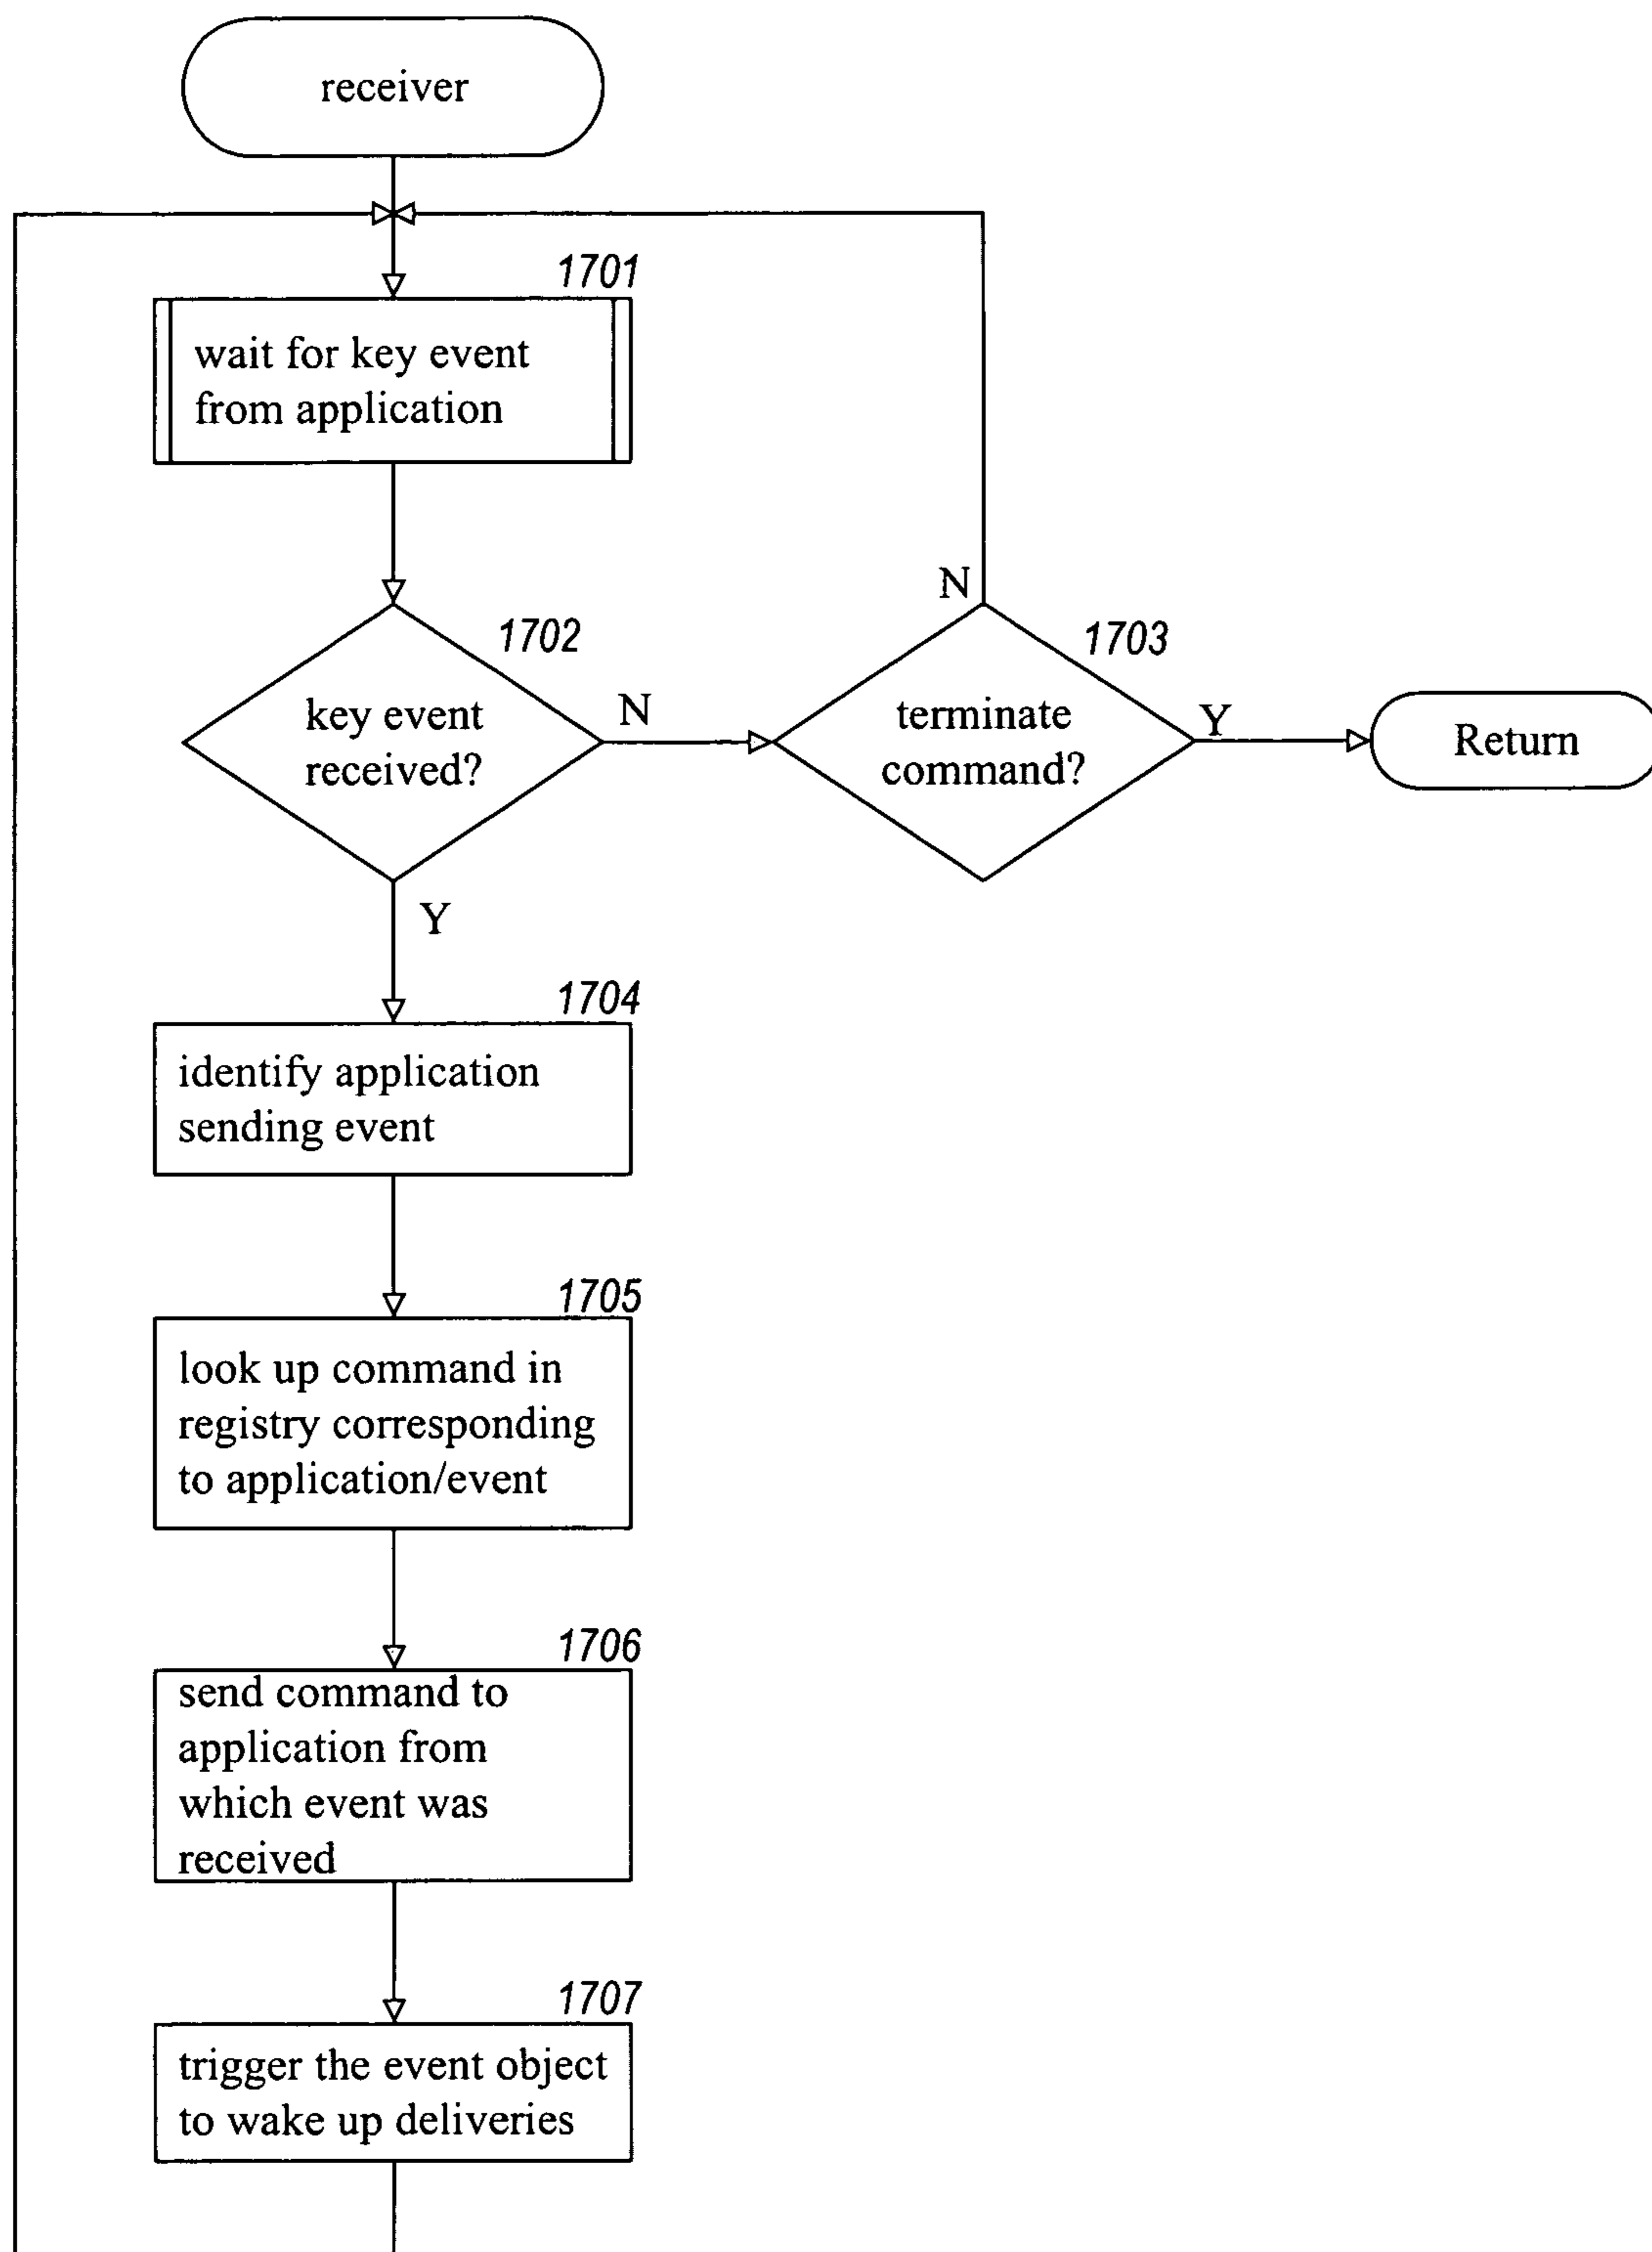 receiver
1701
wait for key event
from application
1702
key event
received?
N
N
1703
terminate
command?
Y
Return
Y
1704
identify application
sending event
1705
look up command in
registry corresponding
to application/event
1706
send command to
application from
which event was
received
1707
trigger the event object
to wake up deliveries